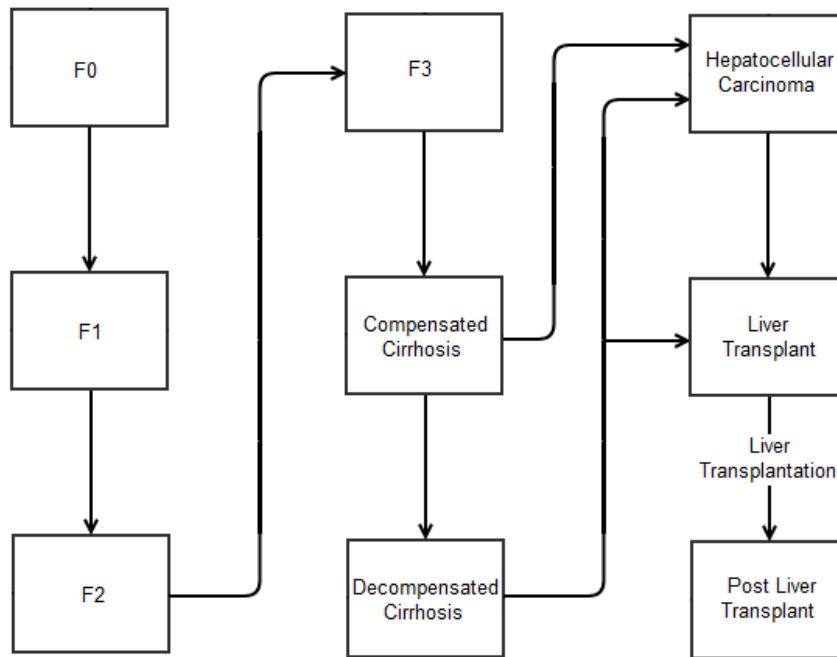 F0
F1
F2
F3
Compensated
Cirrhosis
Decompensated
Cirrhosis
Hepatocellular
Carcinoma
Liver
Transplant
Liver
Transplantation
Post Liver
Transplant